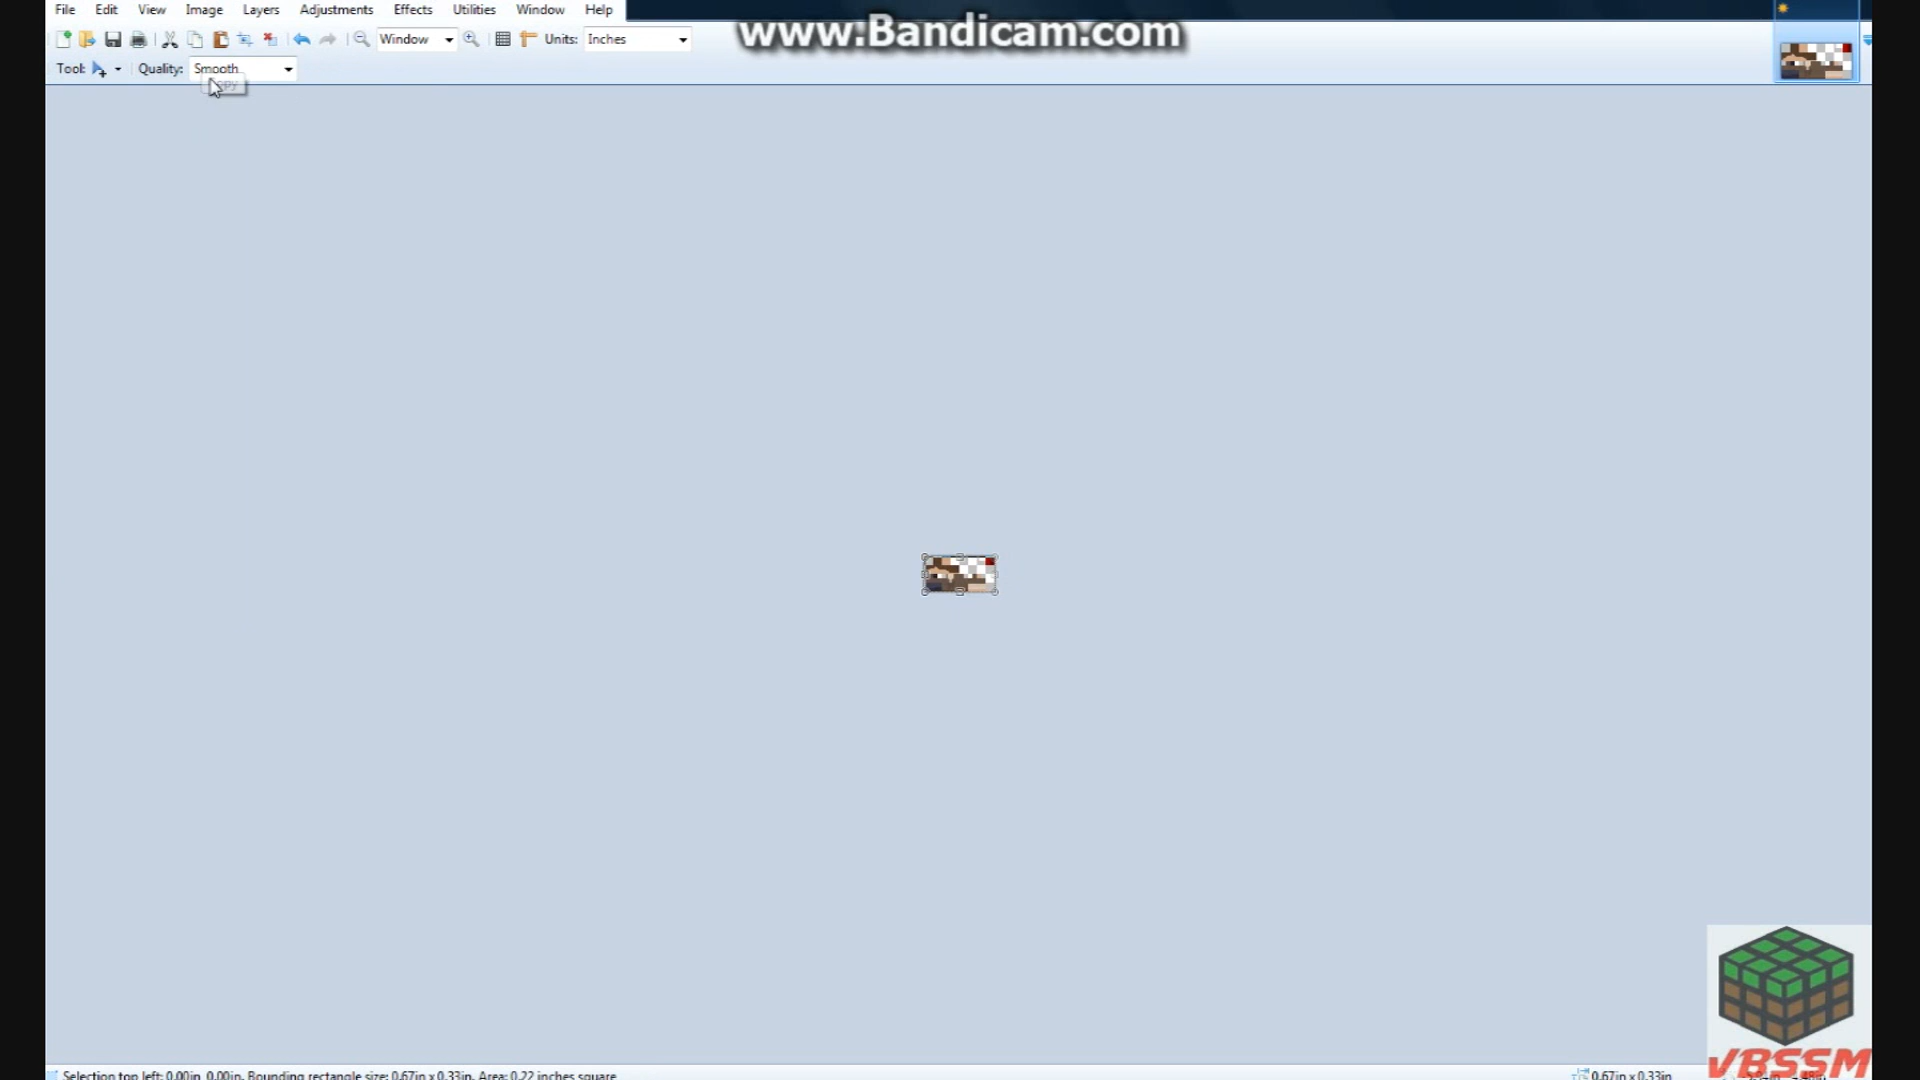 File Edit View Image Layers Adjustments Effects Utilities Window Help
www.Bandicam.com
Window Units: Inches
Tool: Quality: Smooth
Selection top left: 0.00in, 0.00in. Bounding rectangle size: 0.67in x 0.33in. Area: 0.22 inches square
0.67in x 0.33in
VBSSM